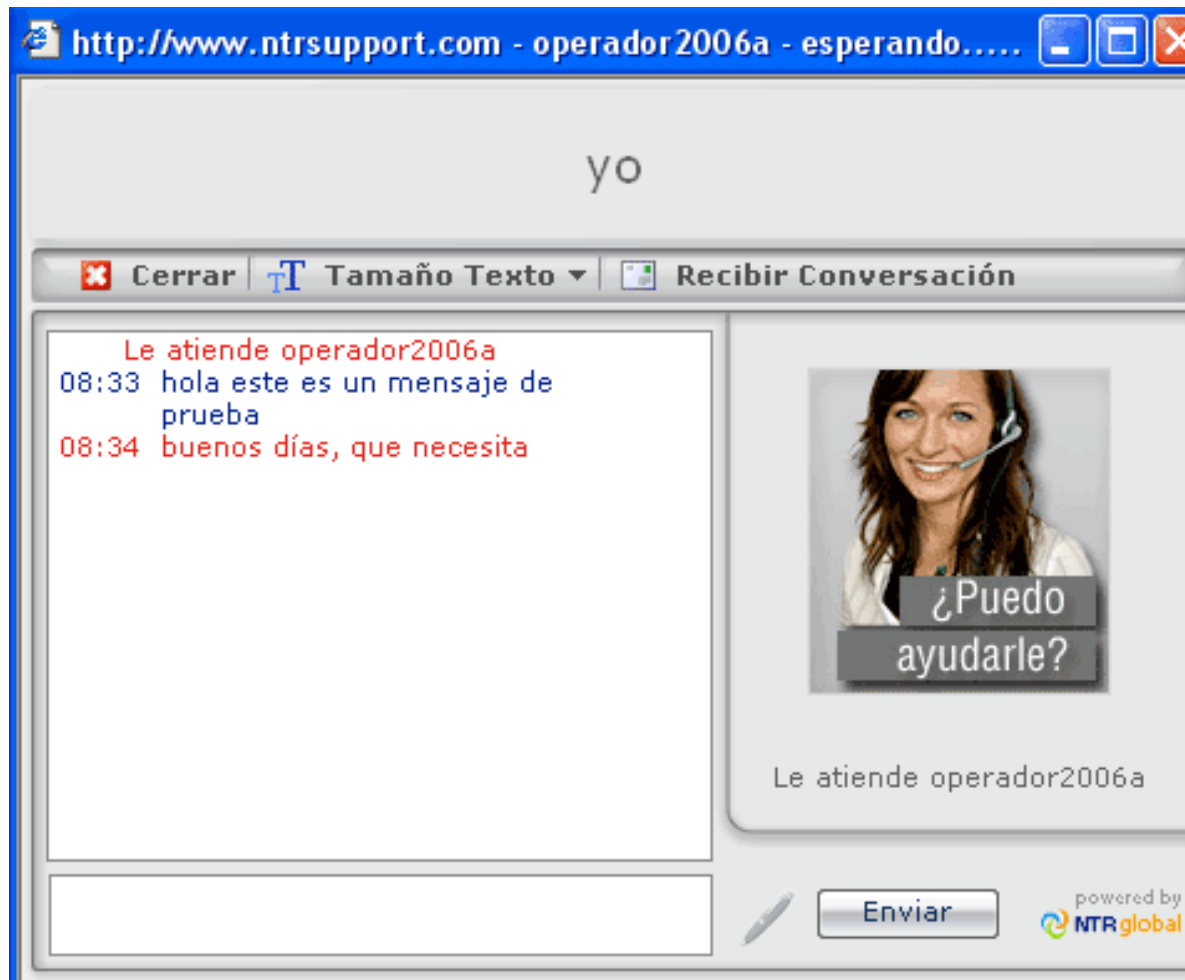 http://www.ntrsupport.com - operador2006a - esperando.....
yo
Cerrar Tamaño Texto Recibir Conversación
Le atiende operador2006a
08:33 hola este es un mensaje de
prueba
08:34 buenos días, que necesita
¿Puedo
ayudarle?
Le atiende operador2006a
Enviar
powered by
NTRglobal